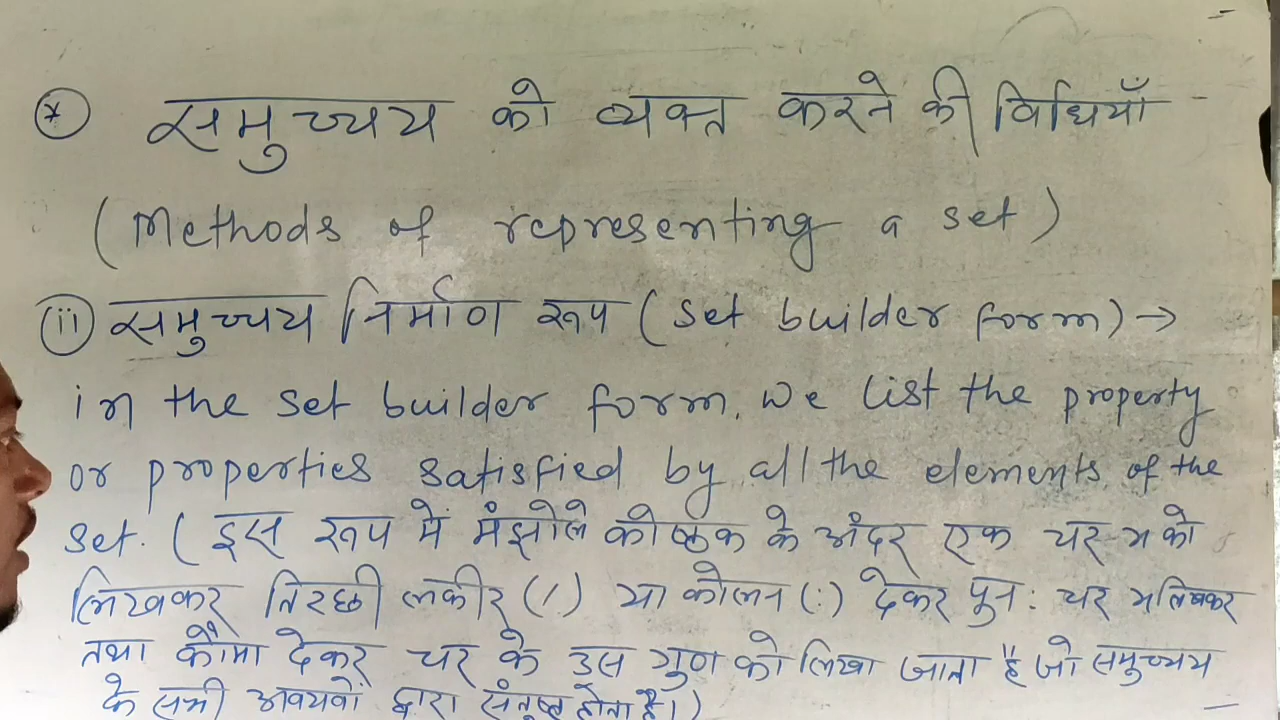 * समुच्चय को व्यक्त करने की विधियाँ -
(Methods of representing a set)
(ii) समुच्चय निर्माण रूप (set builder form) →
in the set builder form, we list the property
or properties satisfied by all the elements of the
set. (इस रूप में मंझोले कोष्ठक के अंदर एक चर x को
लिखकर तिरछी लकीर (/) या कोलन (:) देकर पुन: चर x लिखकर
तथा कौमा देकर चर के उस गुण को लिखा जाता है जो समुच्चय
के सभी अवयवों द्वारा संतुष्ट होता है।)